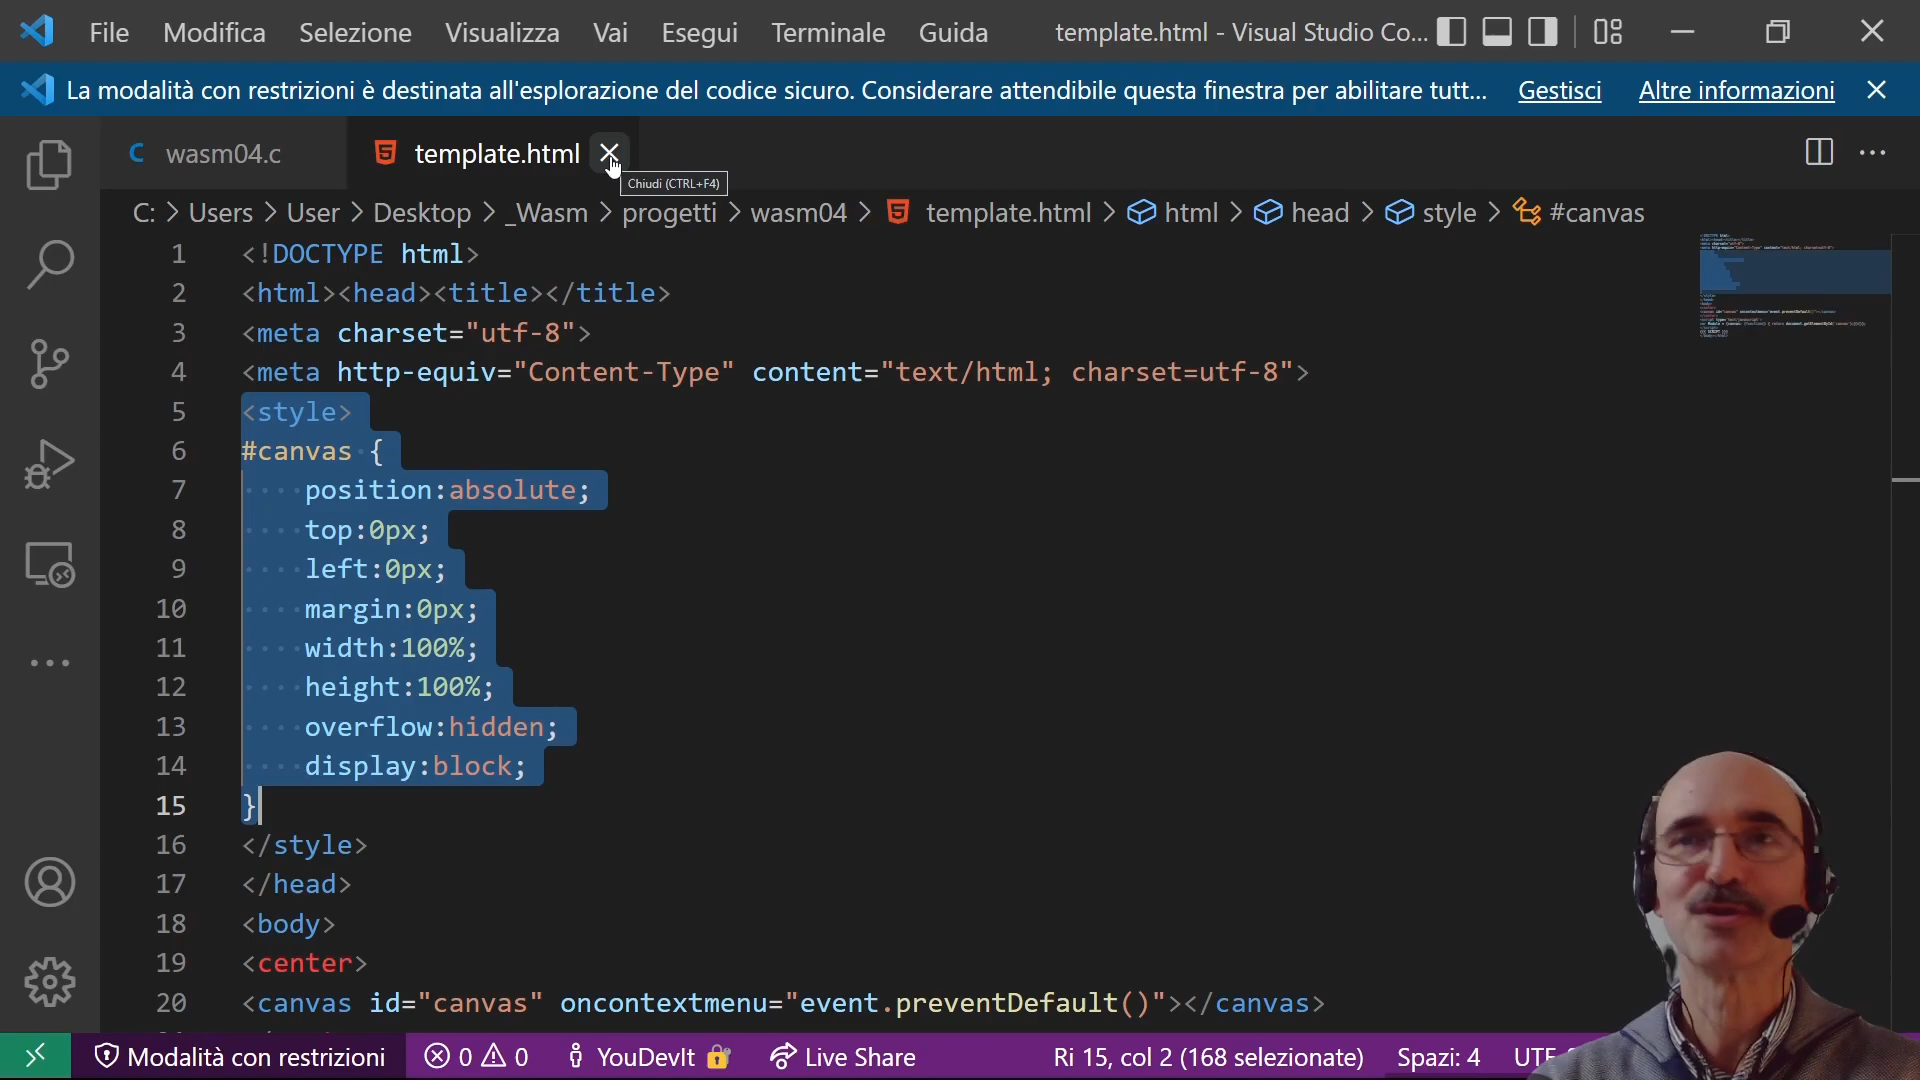 File Modifica Selezione Visualizza Vai Esegui Terminale Guida template.html - Visual Studio Co...
La modalità con restrizioni è destinata all'esplorazione del codice sicuro. Considerare attendibile questa finestra per abilitare tutt... Gestisci Altre informazioni
C wasm04.c template.html
Chiudi (CTRL+F4)
C: > Users > User > Desktop > _Wasm > progetti > wasm04 > template.html > html > head > style > #canvas
1 <!DOCTYPE html>
2 <html><head><title></title>
3 <meta charset="utf-8">
4 <meta http-equiv="Content-Type" content="text/html; charset=utf-8">
5 <style>
6 #canvas {
7 position:absolute;
8 top:0px;
9 left:0px;
10 margin:0px;
11 width:100%;
12 height:100%;
13 overflow:hidden;
14 display:block;
15 }
16 </style>
17 </head>
18 <body>
19 <center>
20 <canvas id="canvas" oncontextmenu="event.preventDefault()"></canvas>
Modalità con restrizioni 0 0 YouDevIt Live Share Ri 15, col 2 (168 selezionate) Spazi: 4